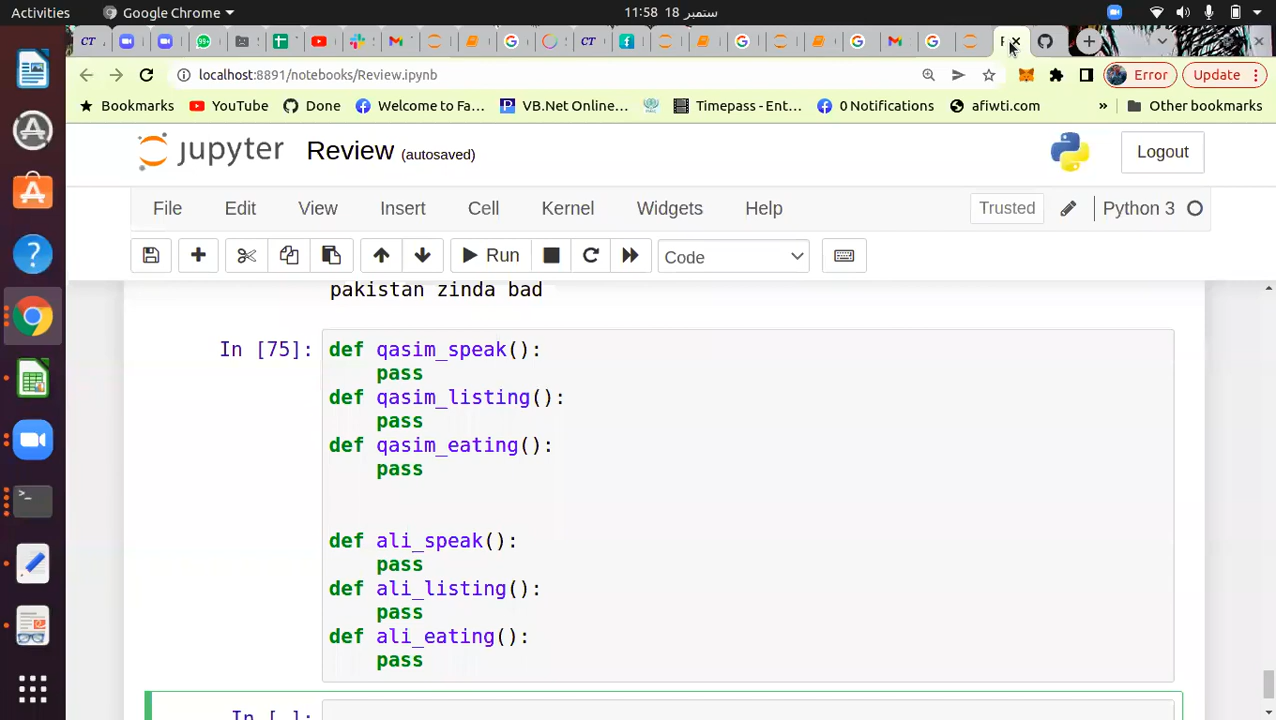 Activities
Google Chrome
11:58 18 ستمبر
CT
99+
CT
localhost:8891/notebooks/Review.ipynb
Error
Update
Bookmarks
YouTube
Done
Welcome to Fa...
VB.Net Online...
Timepass - Ent...
0 Notifications
afiwti.com
»
Other bookmarks
jupyter
Review (autosaved)
Logout
File
Edit
View
Insert
Cell
Kernel
Widgets
Help
Trusted
Python 3
Run
Code
pakistan zinda bad
In [75]:
def qasim_speak():
    pass
def qasim_listing():
    pass
def qasim_eating():
    pass
def ali_speak():
    pass
def ali_listing():
    pass
def ali_eating():
    pass
In [ ]: